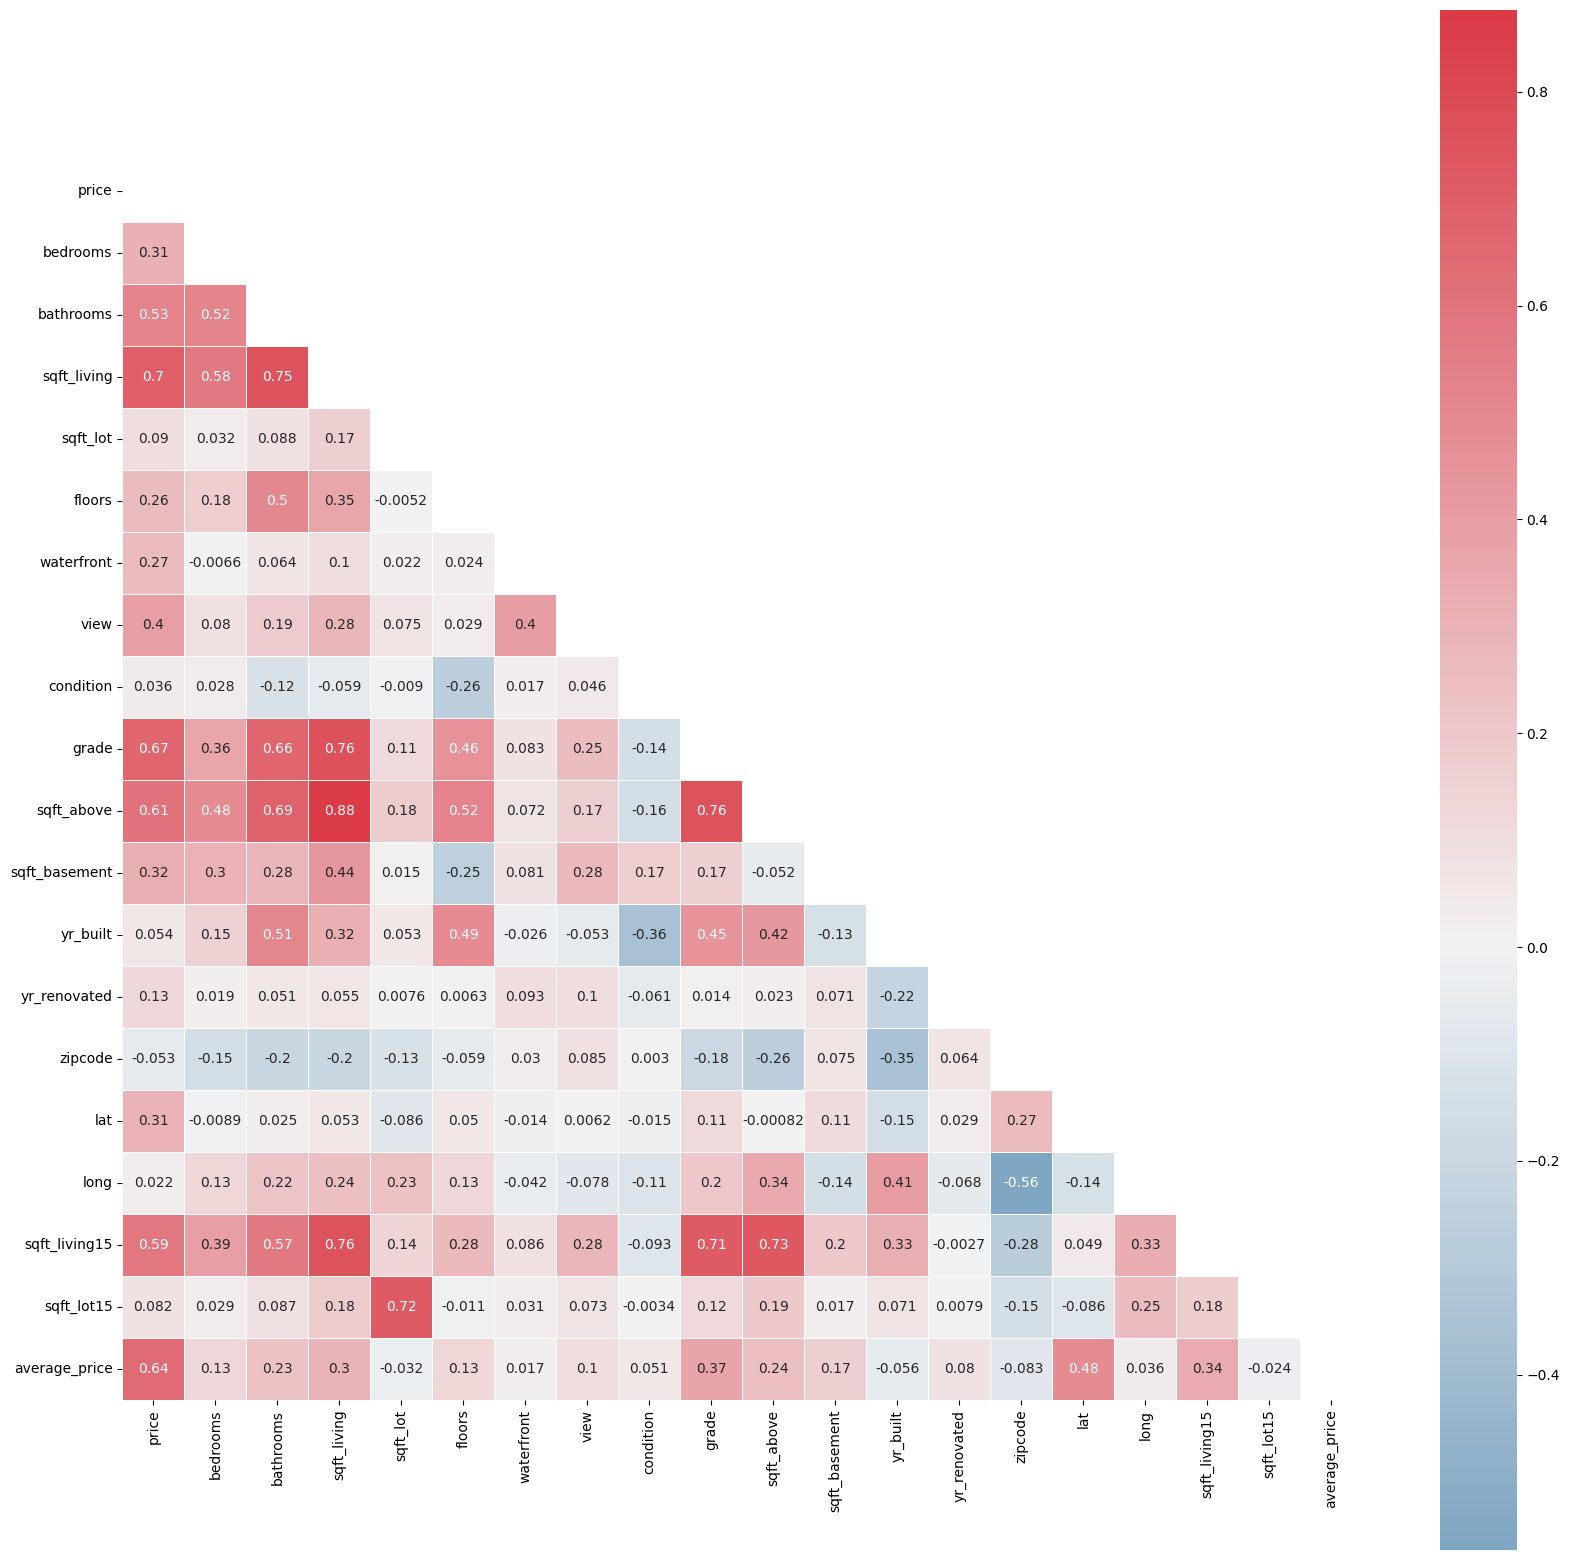 price
bedrooms 0.31
bathrooms 0.53 0.52
sqft_living 0.7 0.58 0.75
sqft_lot 0.09 0.032 0.088 0.17
floors 0.26 0.18 0.5 0.35 -0.0052
waterfront 0.27 -0.0066 0.064 0.1 0.022 0.024
view 0.4 0.08 0.19 0.28 0.075 0.029 0.4
condition 0.036 0.028 -0.12 -0.059 -0.009 -0.26 0.017 0.046
grade 0.67 0.36 0.66 0.76 0.11 0.46 0.083 0.25 -0.14
sqft_above 0.61 0.48 0.69 0.88 0.18 0.52 0.072 0.17 -0.16 0.76
sqft_basement 0.32 0.3 0.28 0.44 0.015 -0.25 0.081 0.28 0.17 0.17 -0.052
yr_built 0.054 0.15 0.51 0.32 0.053 0.49 -0.026 -0.053 -0.36 0.45 0.42 -0.13
yr_renovated 0.13 0.019 0.051 0.055 0.0076 0.0063 0.093 0.1 -0.061 0.014 0.023 0.071 -0.22
zipcode -0.053 -0.15 -0.2 -0.2 -0.13 -0.059 0.03 0.085 0.003 -0.18 -0.26 0.075 -0.35 0.064
lat 0.31 -0.0089 0.025 0.053 -0.086 0.05 -0.014 0.0062 -0.015 0.11 -0.00082 0.11 -0.15 0.029 0.27
long 0.022 0.13 0.22 0.24 0.23 0.13 -0.042 -0.078 -0.11 0.2 0.34 -0.14 0.41 -0.068 -0.56 -0.14
sqft_living15 0.59 0.39 0.57 0.76 0.14 0.28 0.086 0.28 -0.093 0.71 0.73 0.2 0.33 -0.0027 -0.28 0.049 0.33
sqft_lot15 0.082 0.029 0.087 0.18 0.72 -0.011 0.031 0.073 -0.0034 0.12 0.19 0.017 0.071 0.0079 -0.15 -0.086 0.25 0.18
average_price 0.64 0.13 0.23 0.3 -0.032 0.13 0.017 0.1 0.051 0.37 0.24 0.17 -0.056 0.08 -0.083 0.48 0.036 0.34 -0.024
price
bedrooms
bathrooms
sqft_living
sqft_lot
floors
waterfront
view
condition
grade
sqft_above
sqft_basement
yr_built
yr_renovated
zipcode
lat
long
sqft_living15
sqft_lot15
average_price
0.8
0.6
0.4
0.2
0.0
−0.2
−0.4